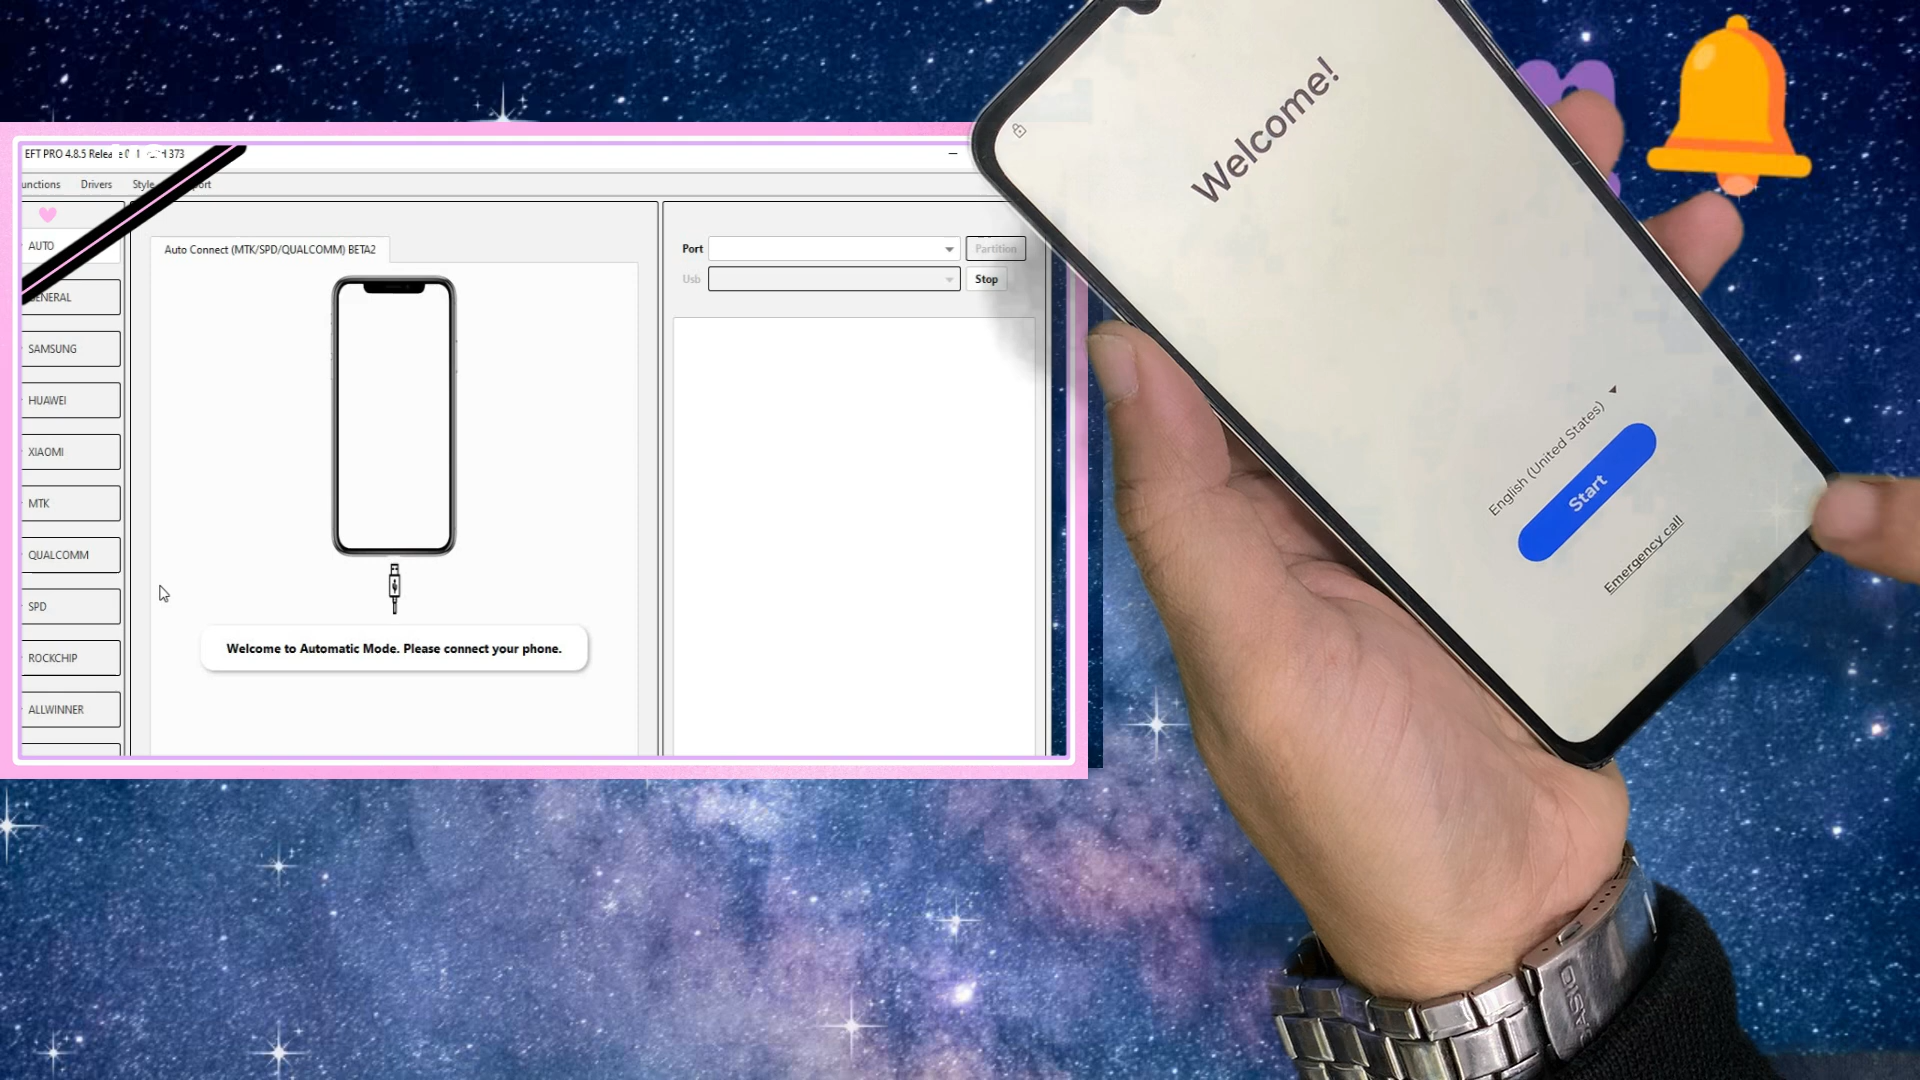 EFT PRO 4.8.5
373
Drivers
Style
AUTO
GENERAL
SAMSUNG
HUAWEI
XIAOMI
MTK
QUALCOMM
SPD
ROCKCHIP
ALLWINNER
Auto Connect (MTK/SPD/QUALCOMM) BETA2
Welcome to Automatic Mode. Please connect your phone.
Port
Partition
Usb
Stop
Welcome!
English (United States)
Start
Emergency call